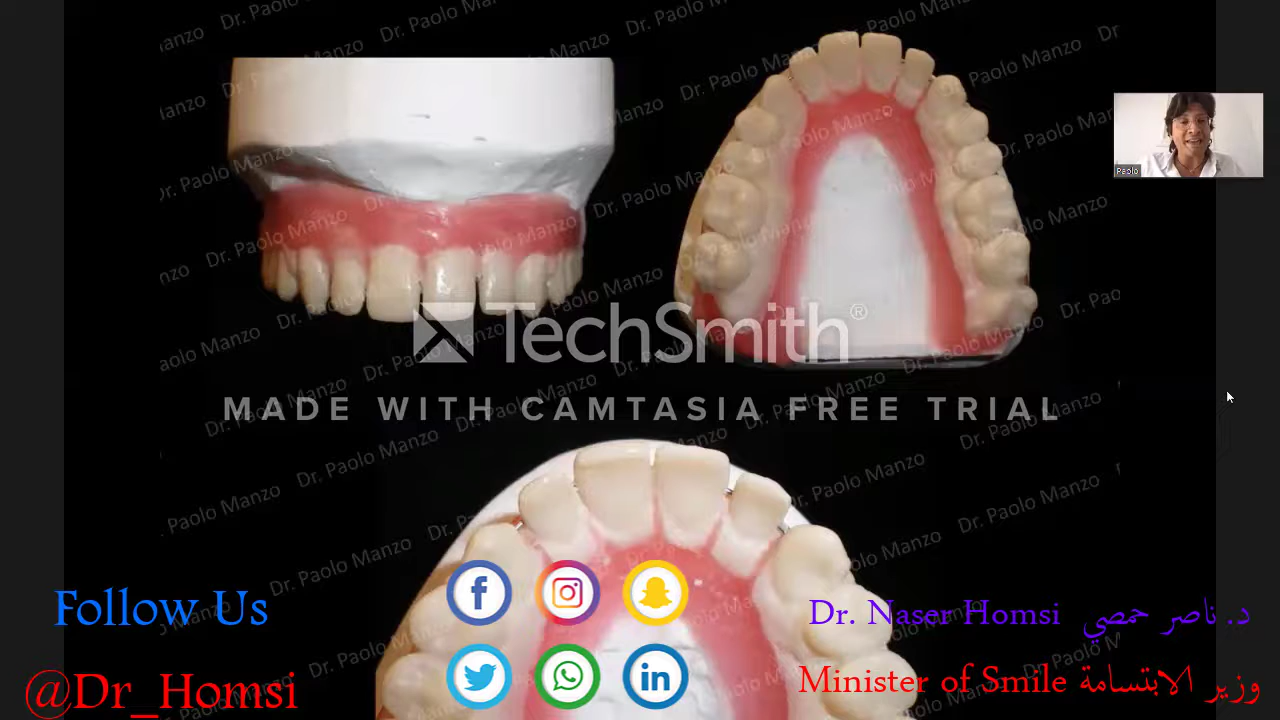 Dr. Paolo Manzo
Paolo
TechSmith®
MADE WITH CAMTASIA FREE TRIAL
Follow Us
@Dr_Homsi
Dr. Naser Homsi د. ناصر حمصي
Minister of Smile وزير الابتسامة